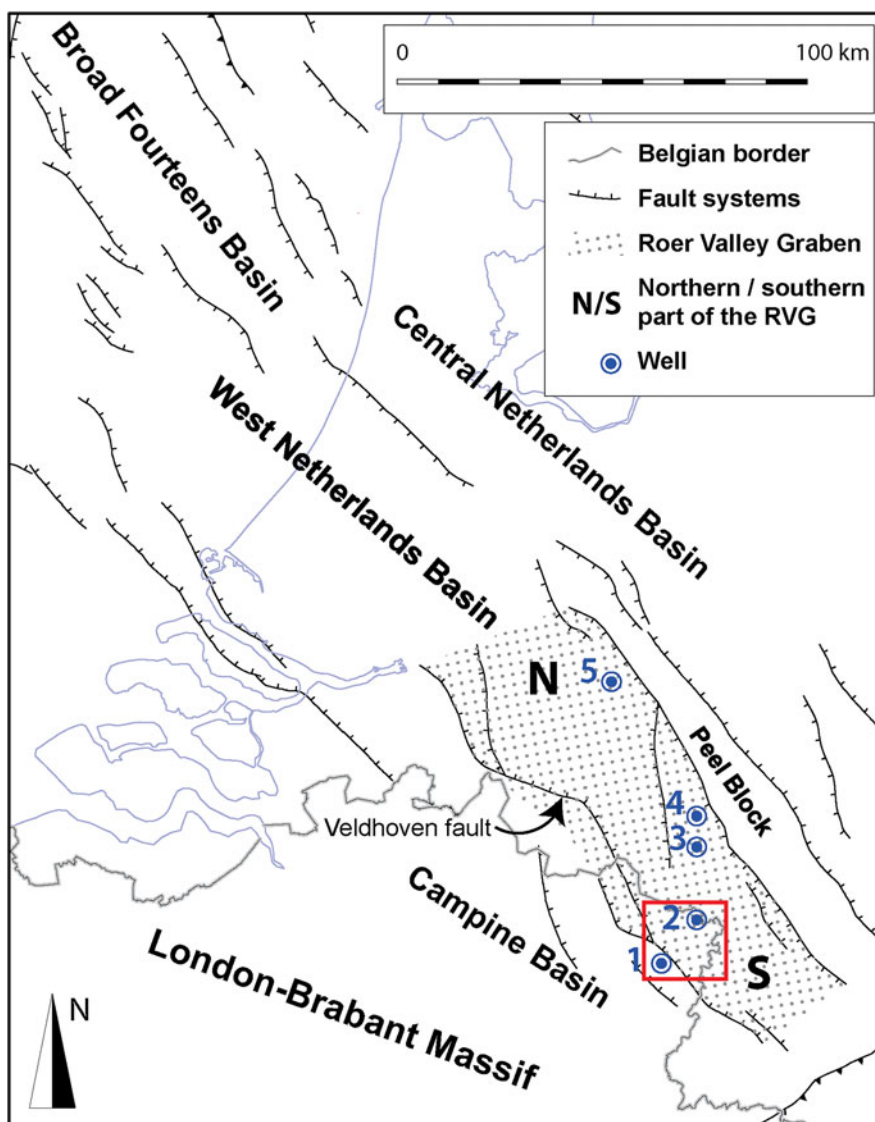 0 100 km
Belgian border
Fault systems
Roer Valley Graben
N/S Northern / southern
part of the RVG
Well
Broad Fourteens Basin
Central Netherlands Basin
West Netherlands Basin
N
5
Peel Block
4
3
Veldhoven fault
2
1
S
Campine Basin
London-Brabant Massif
N